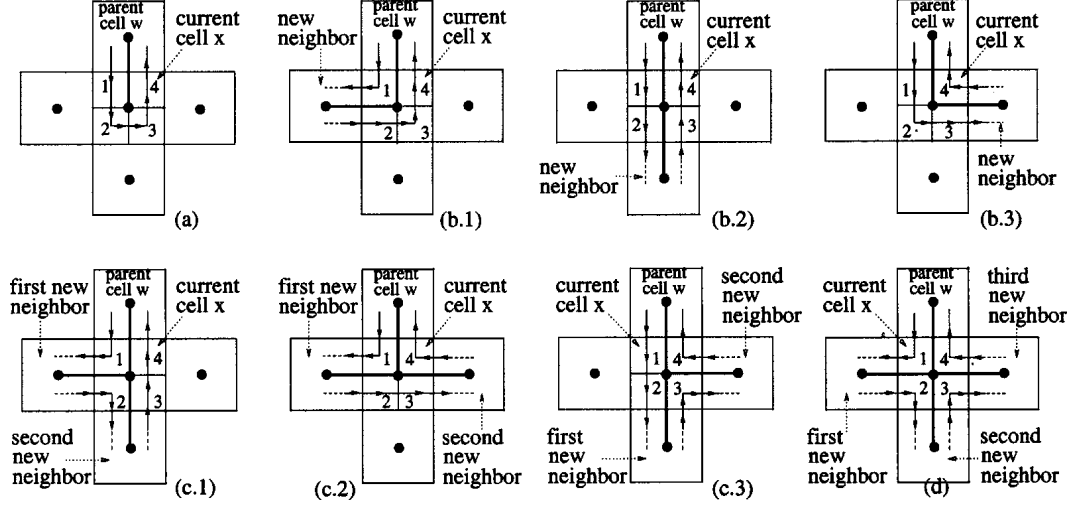 parent
cell w
current
cell x
1
4
2
3
(a)
new
neighbor
parent
cell w
current
cell x
1
4
2
3
(b.1)
parent
cell w
current
cell x
1
4
2
3
new
neighbor
(b.2)
parent
cell w
current
cell x
1
4
2
3
new
neighbor
(b.3)
first new
neighbor
parent
cell w
current
cell x
1
4
2
3
second
new
neighbor
(c.1)
first new
neighbor
parent
cell w
current
cell x
1
4
2
3
second
new
neighbor
(c.2)
current
cell x
parent
cell w
second
new
neighbor
1
4
2
3
first
new
neighbor
(c.3)
current
cell x
parent
cell w
third
new
neighbor
1
4
2
3
first
new
neighbor
second
new
neighbor
(d)